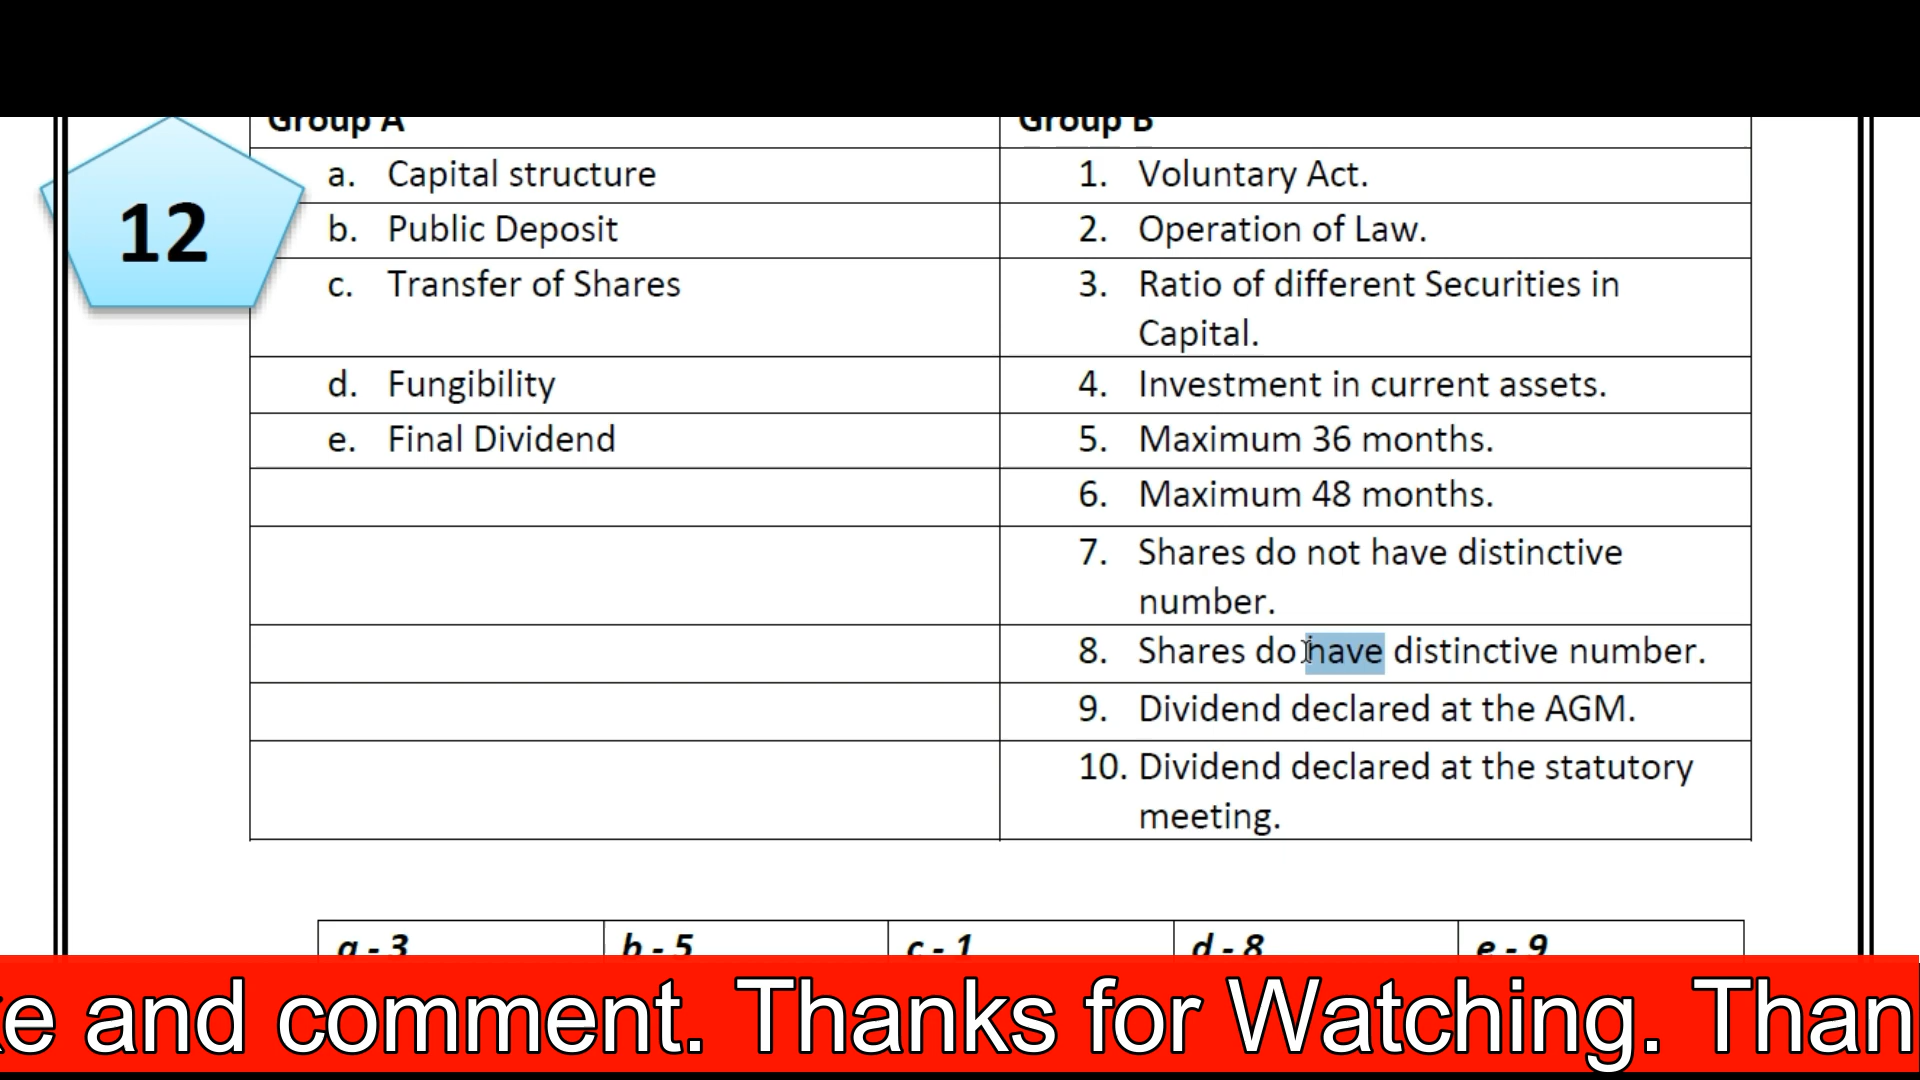 Group A Group B
12
a. Capital structure 1. Voluntary Act.
b. Public Deposit 2. Operation of Law.
c. Transfer of Shares 3. Ratio of different Securities in
Capital.
d. Fungibility 4. Investment in current assets.
e. Final Dividend 5. Maximum 36 months.
6. Maximum 48 months.
7. Shares do not have distinctive
number.
8. Shares do have distinctive number.
9. Dividend declared at the AGM.
10. Dividend declared at the statutory
meeting.
a - 3 b - 5 c - 1 d - 8 e - 9
e and comment. Thanks for Watching. Than